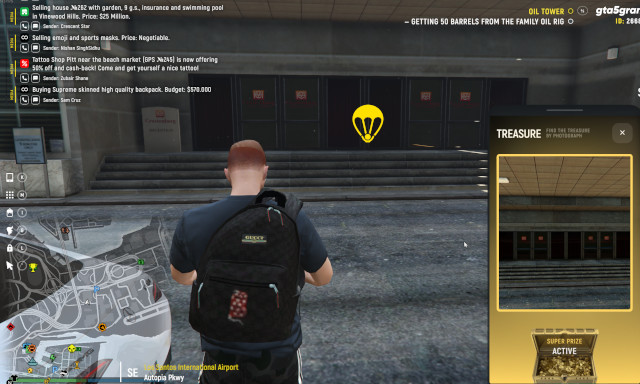 Selling house №262 with garden, 9 g.s., insurance and swimming pool
in Vinewood Hills. Price: $25 Million.
Sender: Crescent Star
Selling emoji and sports masks. Price: Negotiable.
Sender: Mohan SinghSidhu
Tattoo Shop Pitt near the beach market (GPS №245) is now offering
50% off and cash-back! Come and get yourself a nice tattoo!
Sender: Zubair Shane
Buying Supreme skinned high quality backpack. Budget: $570.000
Sender: Sem Cruz
OIL TOWER
N
gta5gran
– GETTING 50 BARRELS FROM THE FAMILY OIL RIG
ID:
TREASURE
FIND THE TREASURE
BY PHOTOGRAPH
GUCCI
SUPER PRIZE
ACTIVE
SE
Los Santos International Airport
Autopia Pkwy